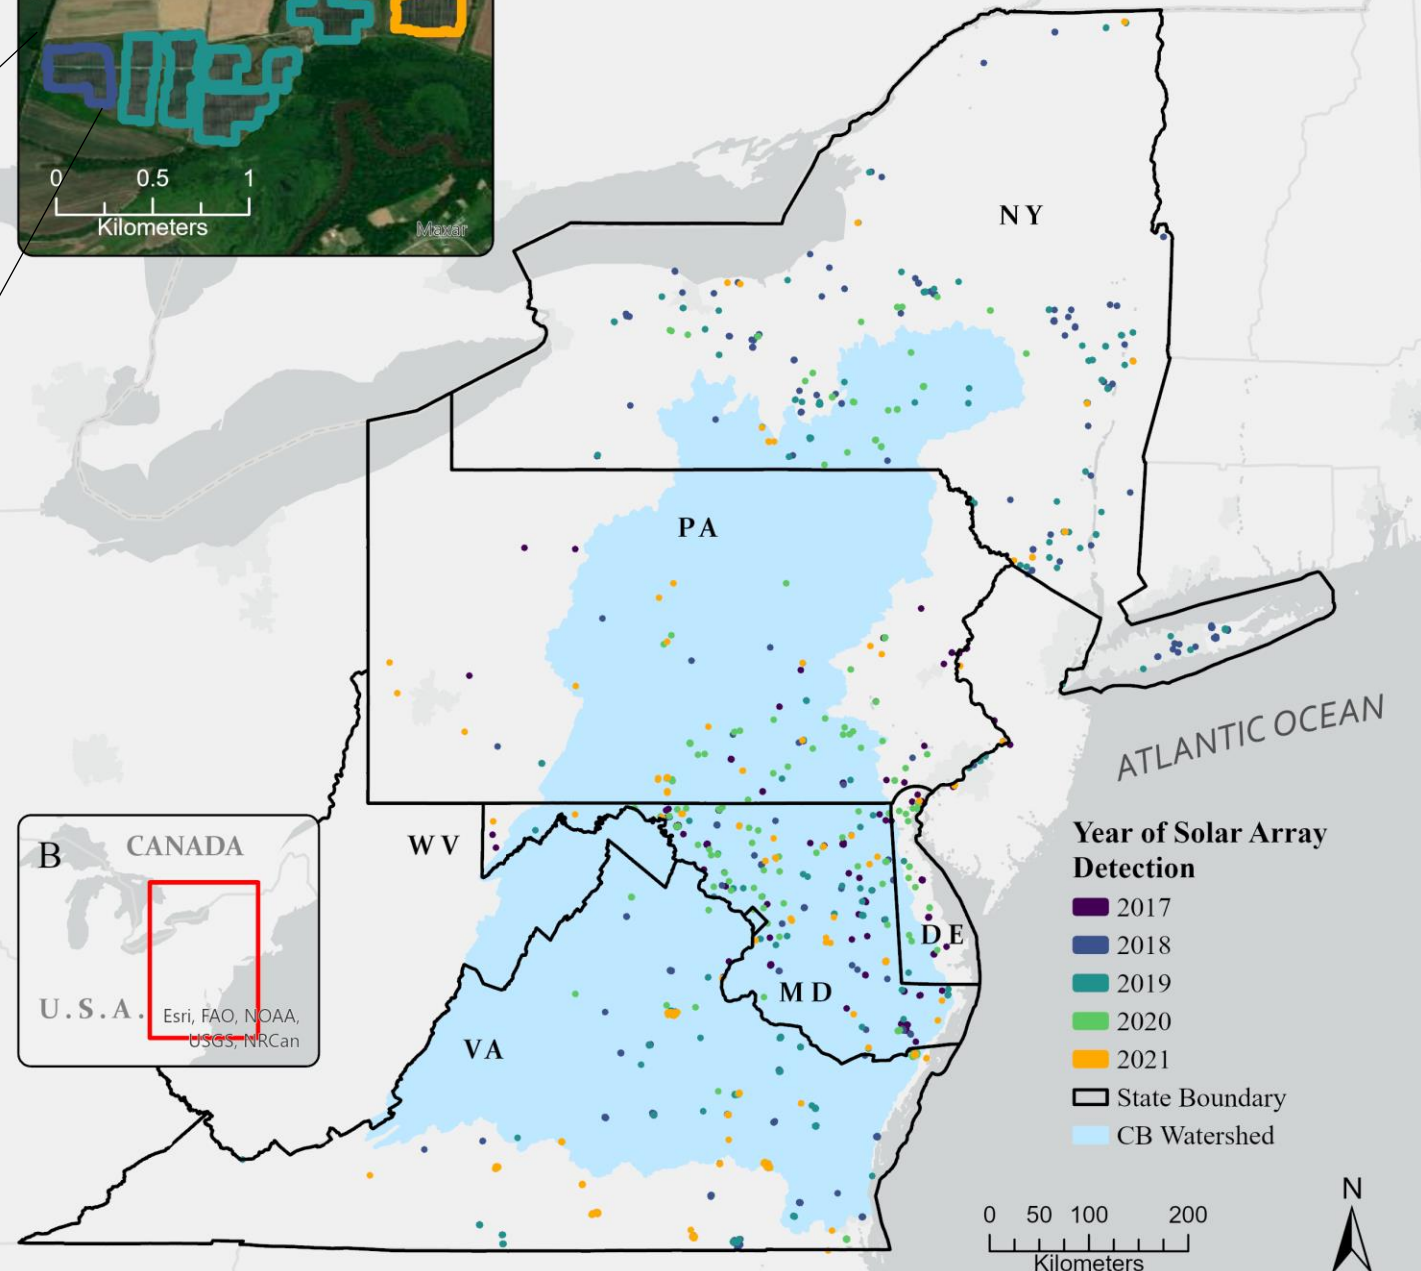 0 0.5 1
Kilometers
Maxar
NY
PA
WV
DE
MD
VA
ATLANTIC OCEAN
B
CANADA
U.S.A.
Esri, FAO, NOAA,
USGS, NRCan
Year of Solar Array
Detection
2017
2018
2019
2020
2021
State Boundary
CB Watershed
0 50 100 200
Kilometers
N